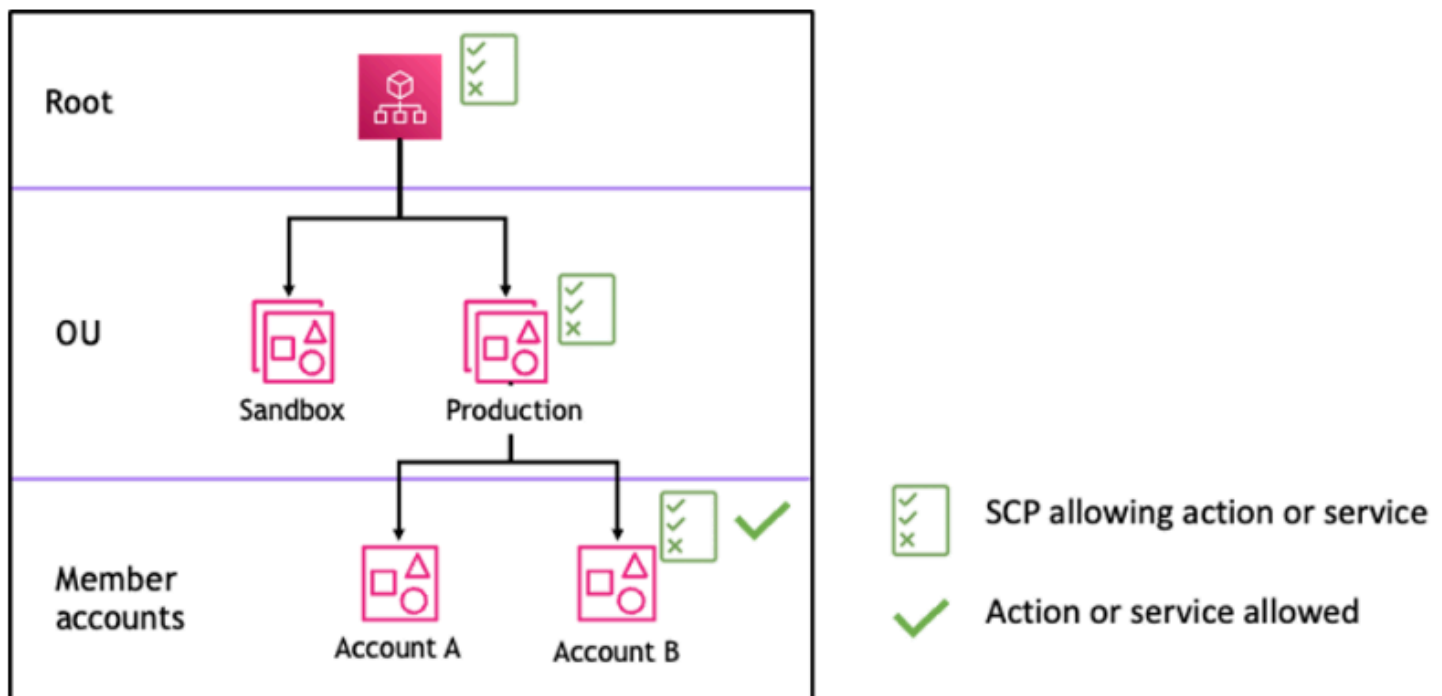 Root
OU
Sandbox
Production
Member
accounts
Account A
Account B
SCP allowing action or service
Action or service allowed